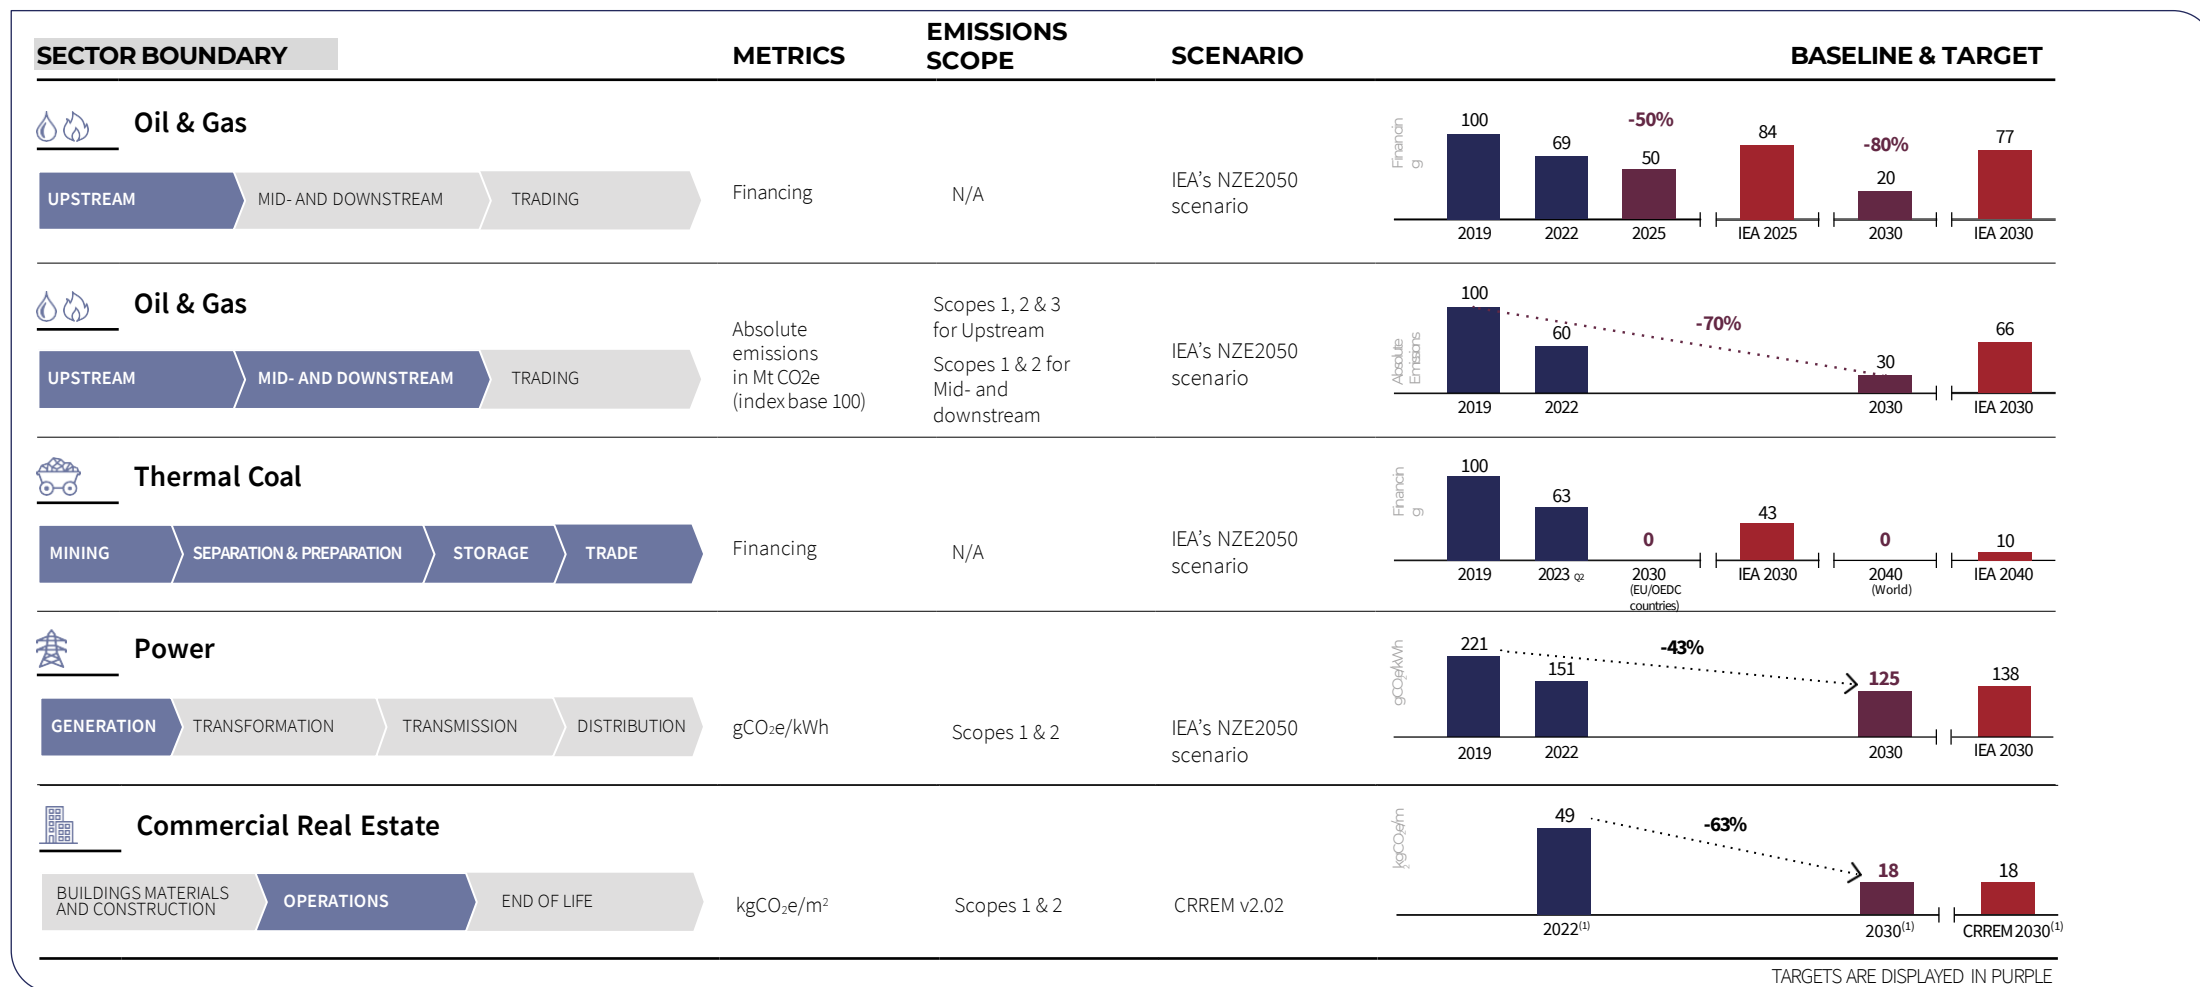 SECTOR BOUNDARY
METRICS
EMISSIONS
SCOPE
SCENARIO
BASELINE & TARGET
Oil & Gas
UPSTREAM
MID- AND DOWNSTREAM
TRADING
Financing
N/A
IEA’s NZE2050
scenario
Financin
g
100
69
-50%
50
84
-80%
20
77
2019
2022
2025
IEA 2025
2030
IEA 2030
Oil & Gas
UPSTREAM
MID- AND DOWNSTREAM
TRADING
Absolute
emissions
in Mt CO2e
(index base 100)
Scopes 1, 2 & 3
for Upstream
Scopes 1 & 2 for
Mid- and
downstream
IEA’s NZE2050
scenario
Absolute
Emissions
100
60
-70%
30
66
2019
2022
2030
IEA 2030
Thermal Coal
MINING
SEPARATION & PREPARATION
STORAGE
TRADE
Financing
N/A
IEA’s NZE2050
scenario
Financin
g
100
63
0
43
0
10
2019
2023 Q2
2030
(EU/OEDC
countries)
IEA 2030
2040
(World)
IEA 2040
Power
GENERATION
TRANSFORMATION
TRANSMISSION
DISTRIBUTION
gCO₂e/kWh
Scopes 1 & 2
IEA’s NZE2050
scenario
gCO₂e/kWh
221
151
-43%
125
138
2019
2022
2030
IEA 2030
Commercial Real Estate
BUILDINGS MATERIALS
AND CONSTRUCTION
OPERATIONS
END OF LIFE
kgCO₂e/m²
Scopes 1 & 2
CRREM v2.02
kgCO₂e/m
2
49
-63%
18
18
2022⁽¹⁾
2030⁽¹⁾
CRREM 2030⁽¹⁾
TARGETS ARE DISPLAYED IN PURPLE